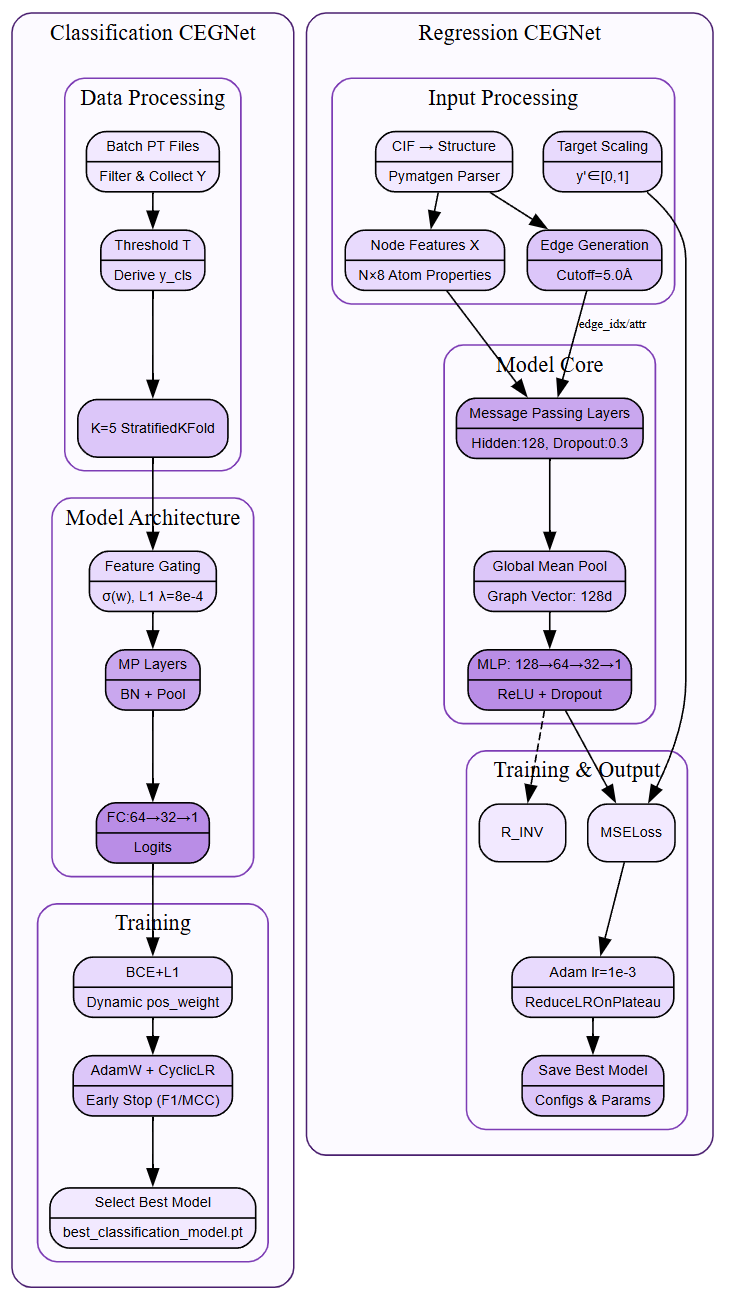 Classification CEGNet
Data Processing
Batch PT Files
Filter & Collect Y
Threshold T
Derive y_cls
K=5 StratifiedKFold
Model Architecture
Feature Gating
σ(w), L1 λ=8e-4
MP Layers
BN + Pool
FC:64→32→1
Logits
Training
BCE+L1
Dynamic pos_weight
AdamW + CyclicLR
Early Stop (F1/MCC)
Select Best Model
best_classification_model.pt
Regression CEGNet
Input Processing
CIF → Structure
Pymatgen Parser
Target Scaling
y'∈[0,1]
Node Features X
N×8 Atom Properties
Edge Generation
Cutoff=5.0Å
edge_idx/attr
Model Core
Message Passing Layers
Hidden:128, Dropout:0.3
Global Mean Pool
Graph Vector: 128d
MLP: 128→64→32→1
ReLU + Dropout
Training & Output
R_INV
MSELoss
Adam lr=1e-3
ReduceLROnPlateau
Save Best Model
Configs & Params